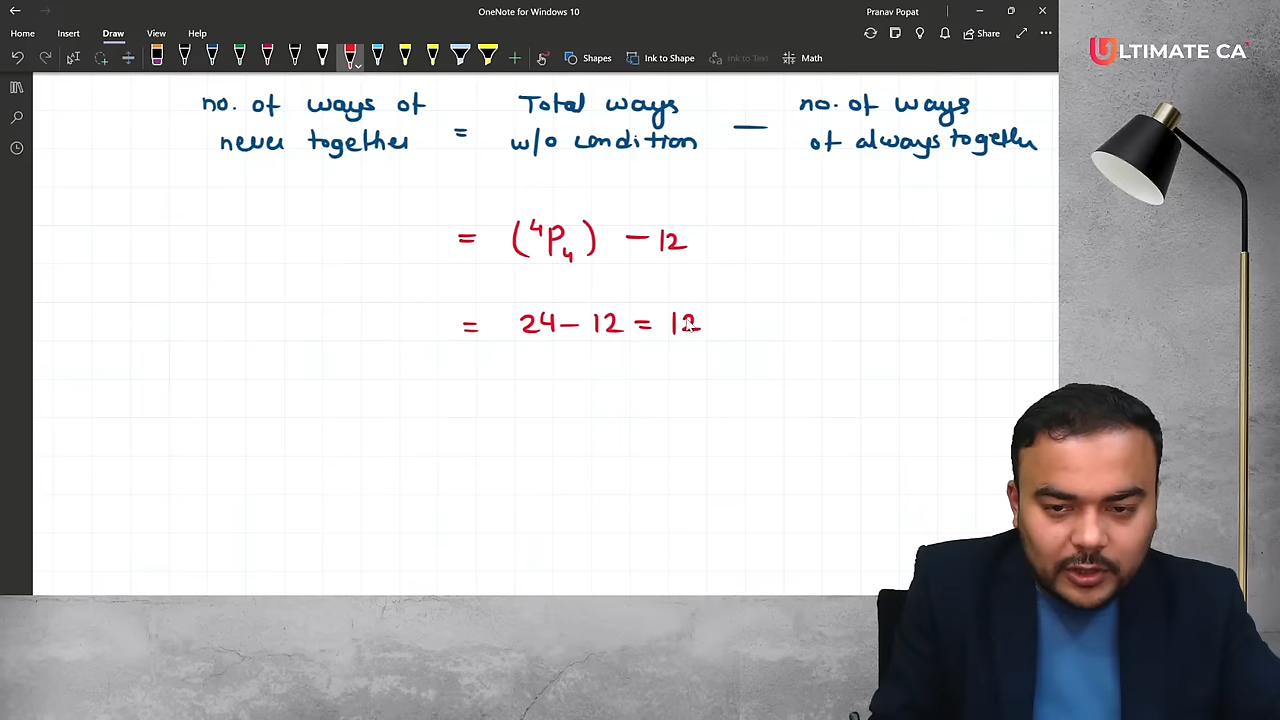 OneNote for Windows 10
Pranav Popat
Home Insert Draw View Help
Share
Shapes
Ink to Shape
Ink to Text
Math
ULTIMATE CA
no. of ways of never together = Total ways w/o condition — no. of ways of always together
= (⁴P₄) - 12
= 24 - 12 = 12